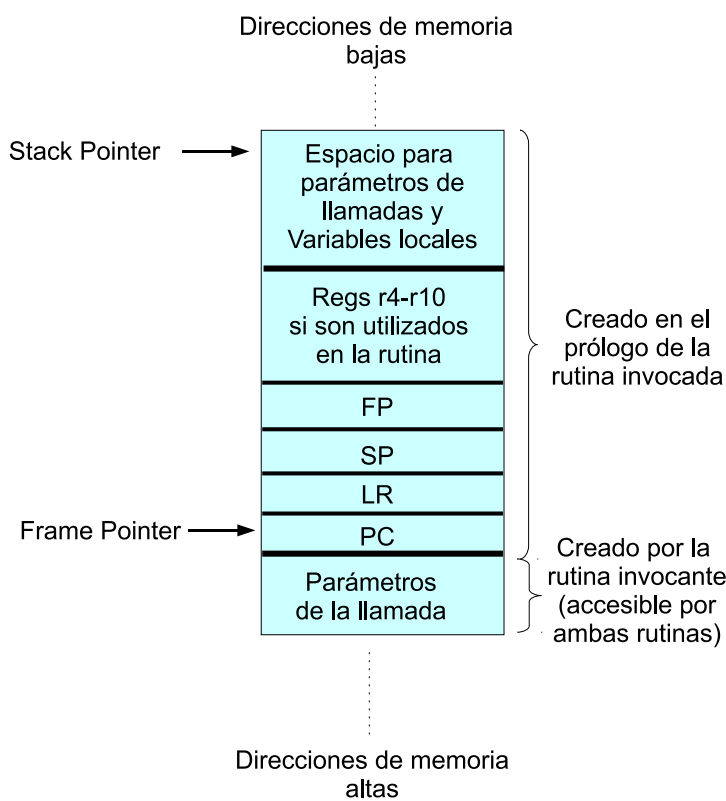 Direcciones de memoria
bajas
Stack Pointer
Espacio para
parámetros de
llamadas y
Variables locales
Regs r4-r10
si son utilizados
en la rutina
Creado en el
prólogo de la
rutina invocada
FP
SP
LR
Frame Pointer
PC
Parámetros
de la llamada
Creado por la
rutina invocante
(accesible por
ambas rutinas)
Direcciones de memoria
altas